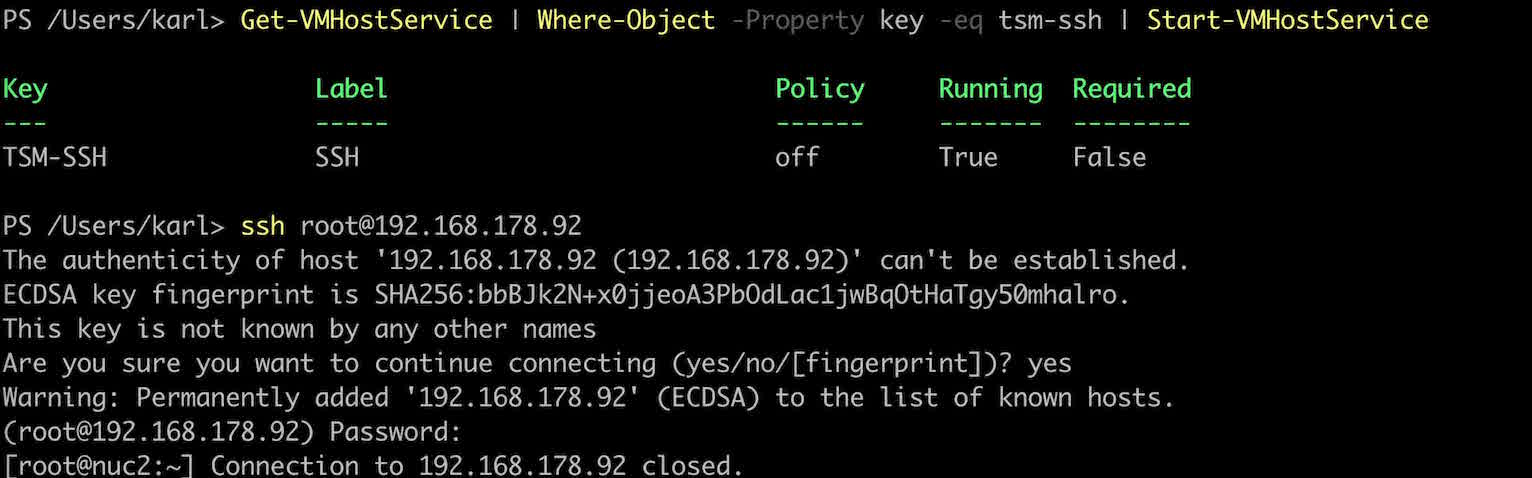 PS /Users/karl> Get-VMHostService | Where-Object -Property key -eq tsm-ssh | Start-VMHostService
Key Label Policy Running Required
--- ----- ------ ------- --------
TSM-SSH SSH off True False
PS /Users/karl> ssh root@192.168.178.92
The authenticity of host '192.168.178.92 (192.168.178.92)' can't be established.
ECDSA key fingerprint is SHA256:bbBJk2N+x0jjeoA3PbOdLac1jwBqOtHaTgy50mhalro.
This key is not known by any other names
Are you sure you want to continue connecting (yes/no/[fingerprint])? yes
Warning: Permanently added '192.168.178.92' (ECDSA) to the list of known hosts.
(root@192.168.178.92) Password:
[root@nuc2:~] Connection to 192.168.178.92 closed.